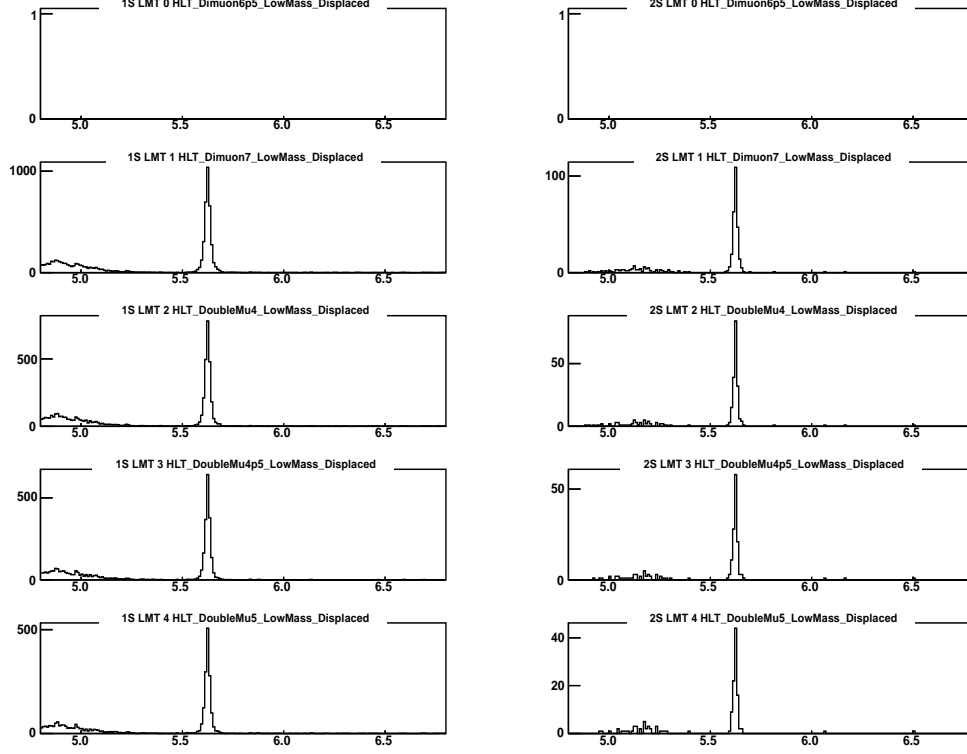 1S LMT 0 HLT_Dimuon6p5_LowMass_Displaced
1
0
5.0 5.5 6.0 6.5
2S LMT 0 HLT_Dimuon6p5_LowMass_Displaced
1
0
5.0 5.5 6.0 6.5
1S LMT 1 HLT_Dimuon7_LowMass_Displaced
1000
0
5.0 5.5 6.0 6.5
2S LMT 1 HLT_Dimuon7_LowMass_Displaced
100
0
5.0 5.5 6.0 6.5
1S LMT 2 HLT_DoubleMu4_LowMass_Displaced
500
0
5.0 5.5 6.0 6.5
2S LMT 2 HLT_DoubleMu4_LowMass_Displaced
50
0
5.0 5.5 6.0 6.5
1S LMT 3 HLT_DoubleMu4p5_LowMass_Displaced
500
0
5.0 5.5 6.0 6.5
2S LMT 3 HLT_DoubleMu4p5_LowMass_Displaced
50
0
5.0 5.5 6.0 6.5
1S LMT 4 HLT_DoubleMu5_LowMass_Displaced
500
0
5.0 5.5 6.0 6.5
2S LMT 4 HLT_DoubleMu5_LowMass_Displaced
40
20
0
5.0 5.5 6.0 6.5